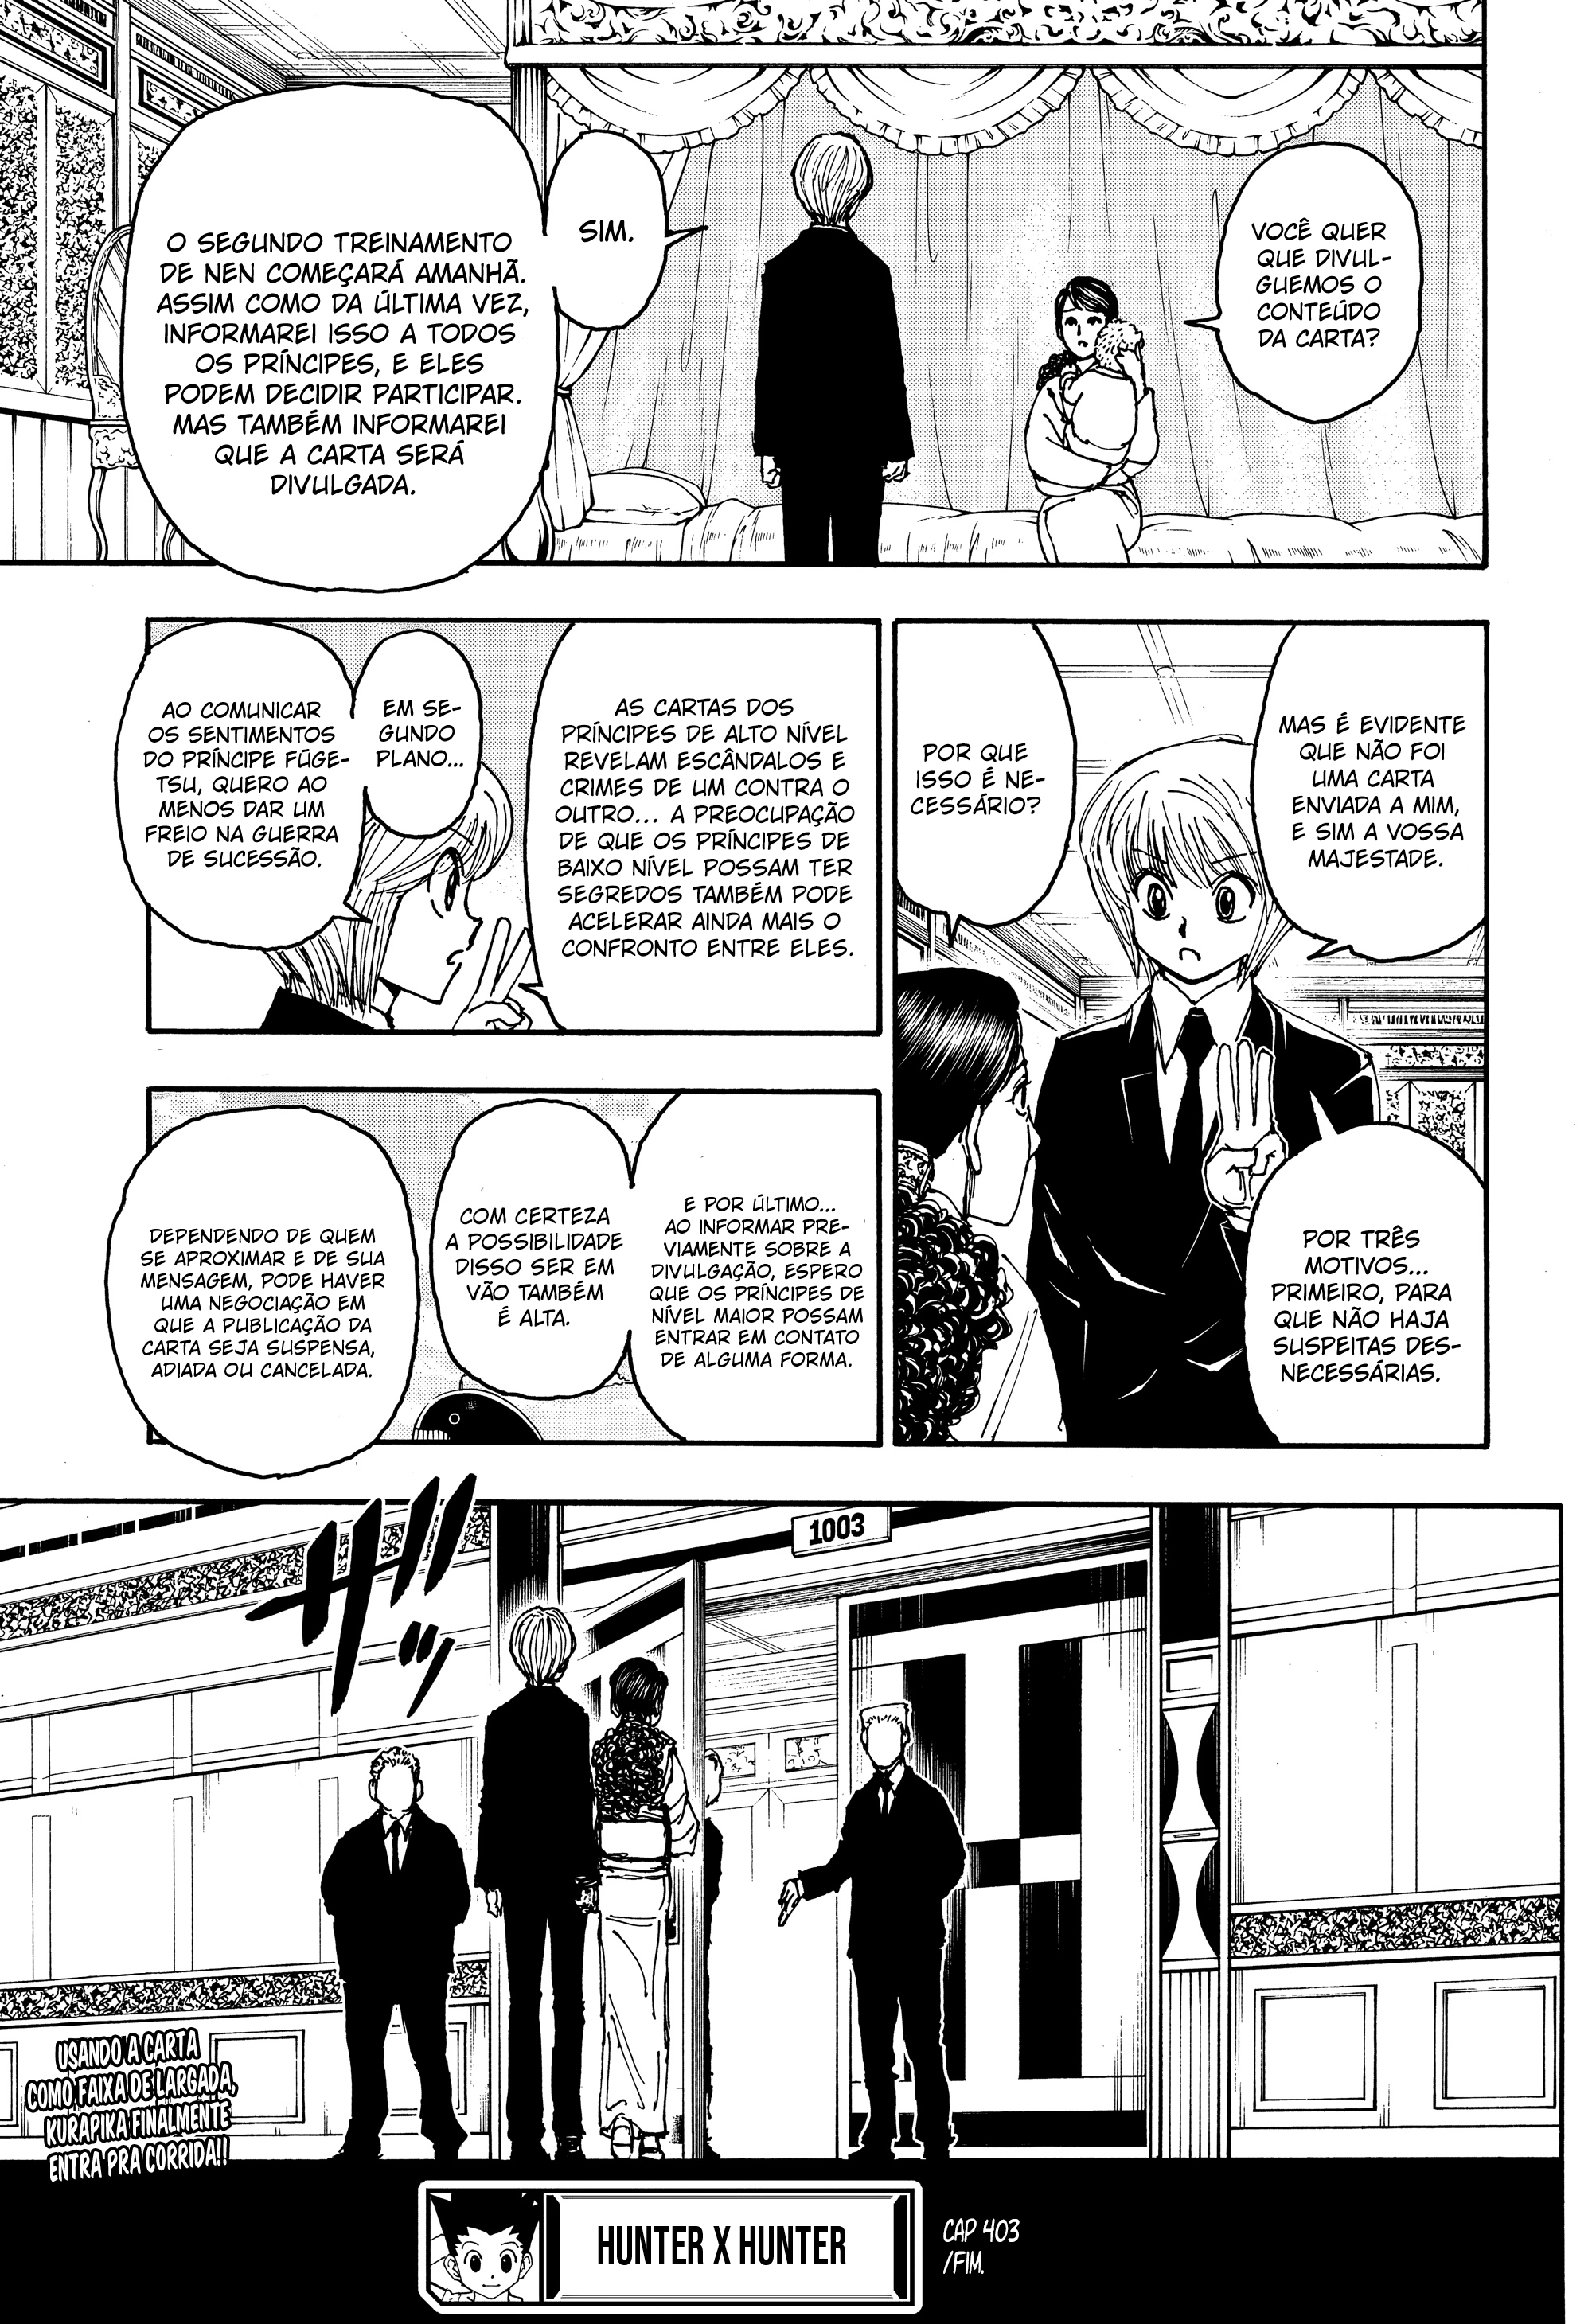 VOCÊ QUER
QUE DIVUL-
GUEMOS O
CONTEÚDO
DA CARTA?
SIM.
O SEGUNDO TREINAMENTO
DE NEN COMEÇARÁ AMANHÃ.
ASSIM COMO DA ÚLTIMA VEZ,
INFORMAREI ISSO A TODOS
OS PRÍNCIPES, E ELES
PODEM DECIDIR PARTICIPAR.
MAS TAMBÉM INFORMAREI
QUE A CARTA SERÁ
DIVULGADA.
MAS É EVIDENTE
QUE NÃO FOI
UMA CARTA
ENVIADA A MIM,
E SIM A VOSSA
MAJESTADE.
POR QUE
ISSO É NE-
CESSÁRIO?
POR TRÊS
MOTIVOS...
PRIMEIRO, PARA
QUE NÃO HAJA
SUSPEITAS DES-
NECESSÁRIAS.
AS CARTAS DOS
PRÍNCIPES DE ALTO NÍVEL
REVELAM ESCÂNDALOS E
CRIMES DE UM CONTRA O
OUTRO... A PREOCUPAÇÃO
DE QUE OS PRÍNCIPES DE
BAIXO NÍVEL POSSAM TER
SEGREDOS TAMBÉM PODE
ACELERAR AINDA MAIS O
CONFRONTO ENTRE ELES.
EM SE-
GUNDO
PLANO...
AO COMUNICAR
OS SENTIMENTOS
DO PRÍNCIPE FÜGE-
TSU, QUERO AO
MENOS DAR UM
FREIO NA GUERRA
DE SUCESSÃO.
E POR ÚLTIMO...
AO INFORMAR PRE-
VIAMENTE SOBRE A
DIVULGAÇÃO, ESPERO
QUE OS PRÍNCIPES DE
NÍVEL MAIOR POSSAM
ENTRAR EM CONTATO
DE ALGUMA FORMA.
COM CERTEZA
A POSSIBILIDADE
DISSO SER EM
VÃO TAMBÉM
É ALTA.
DEPENDENDO DE QUEM
SE APROXIMAR E DE SUA
MENSAGEM, PODE HAVER
UMA NEGOCIAÇÃO EM
QUE A PUBLICAÇÃO DA
CARTA SEJA SUSPENSA,
ADIADA OU CANCELADA.
1003
ザッ
USANDO A CARTA
COMO FAIXA DE LARGADA,
KURAPIKA FINALMENTE
ENTRA PRA CORRIDA!!
HUNTER X HUNTER
CAP 403
/FIM.